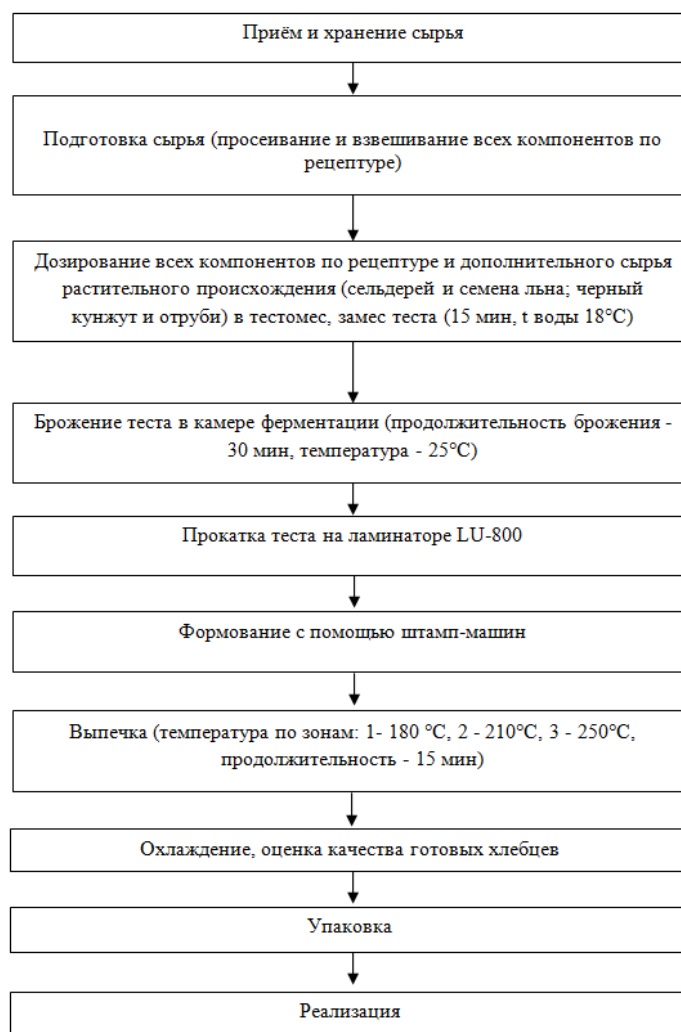 Приём и хранение сырья
Подготовка сырья (просеивание и взвешивание всех компонентов по
рецептуре)
Дозирование всех компонентов по рецептуре и дополнительного сырья
растительного происхождения (сельдерей и семена льна; черный
кунжут и отруби) в тестомес, замес теста (15 мин, t воды 18°С)
Брожение теста в камере ферментации (продолжительность брожения -
30 мин, температура - 25°С)
Прокатка теста на ламинаторе LU-800
Формование с помощью штамп-машин
Выпечка (температура по зонам: 1- 180 °С, 2 - 210°С, 3 - 250°С,
продолжительность - 15 мин)
Охлаждение, оценка качества готовых хлебцев
Упаковка
Реализация